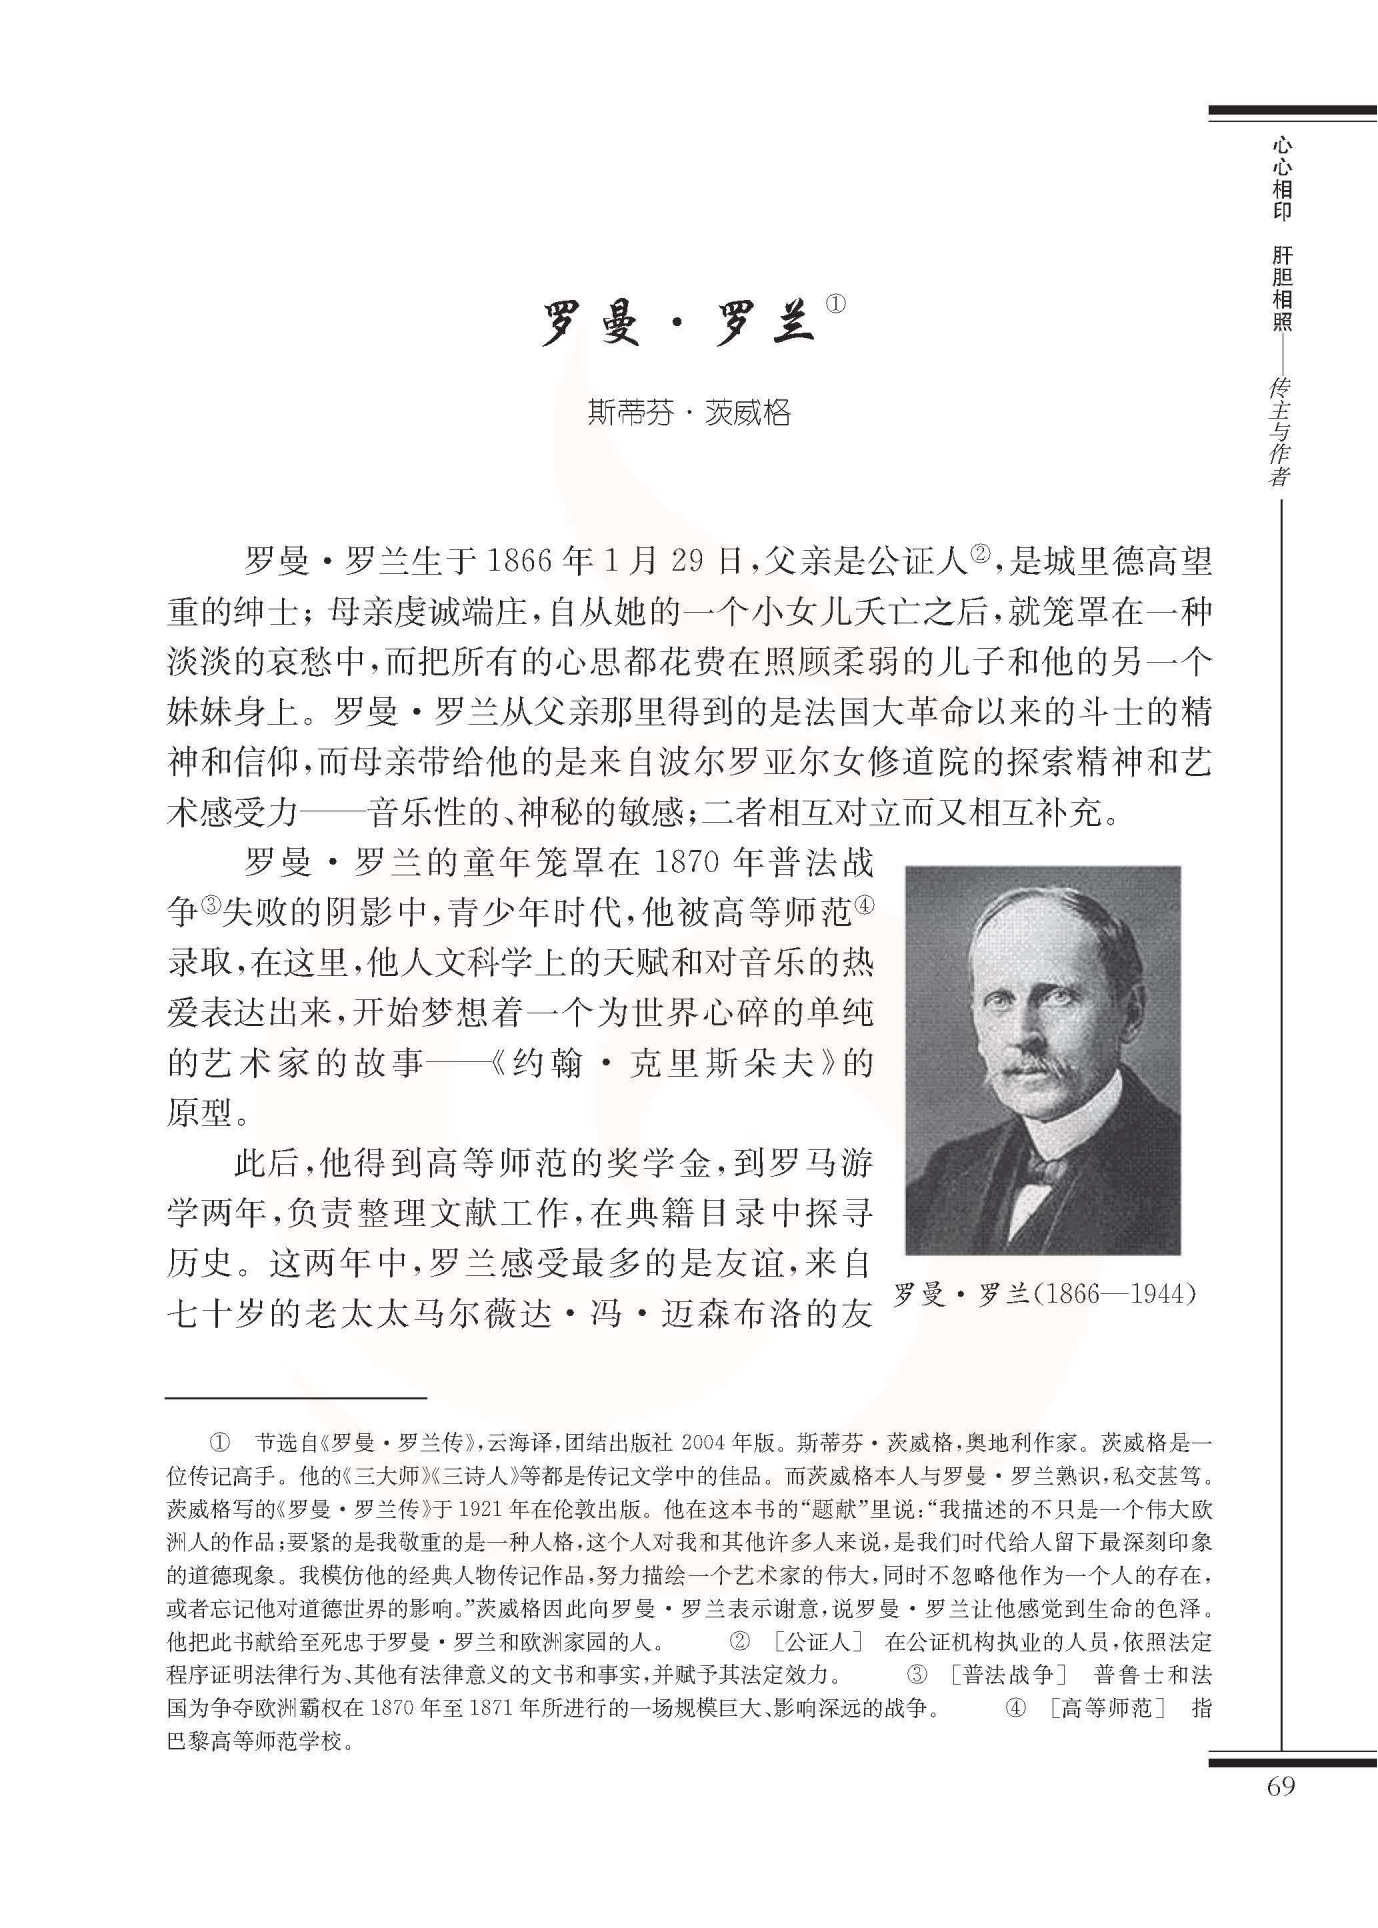 心心相印 肝胆相照——传主与作者
罗曼·罗兰①
斯蒂芬·茨威格
罗曼·罗兰生于1866年1月29日,父亲是公证人②,是城里德高望
重的绅士;母亲虔诚端庄,自从她的一个小女儿夭亡之后,就笼罩在一种
淡淡的哀愁中,而把所有的心思都花费在照顾柔弱的儿子和他的另一个
妹妹身上。罗曼·罗兰从父亲那里得到的是法国大革命以来的斗士的精
神和信仰,而母亲带给他的是来自波尔罗亚尔女修道院的探索精神和艺
术感受力——音乐性的、神秘的敏感;二者相互对立而又相互补充。
罗曼·罗兰的童年笼罩在1870年普法战
争③失败的阴影中,青少年时代,他被高等师范④
录取,在这里,他人文科学上的天赋和对音乐的热
爱表达出来,开始梦想着一个为世界心碎的单纯
的艺术家的故事——《约翰·克里斯朵夫》的
原型。
此后,他得到高等师范的奖学金,到罗马游
学两年,负责整理文献工作,在典籍目录中探寻
历史。这两年中,罗兰感受最多的是友谊,来自
七十岁的老太太马尔薇达·冯·迈森布洛的友
罗曼·罗兰(1866—1944)
① 节选自《罗曼·罗兰传》,云海译,团结出版社2004年版。斯蒂芬·茨威格,奥地利作家。茨威格是一
位传记高手。他的《三大师》《三诗人》等都是传记文学中的佳品。而茨威格本人与罗曼·罗兰熟识,私交甚笃。
茨威格写的《罗曼·罗兰传》于1921年在伦敦出版。他在这本书的“题献”里说:“我描述的不只是一个伟大欧
洲人的作品;要紧的是我敬重的是一种人格,这个人对我和其他许多人来说,是我们时代给人留下最深刻印象
的道德现象。我模仿他的经典人物传记作品,努力描绘一个艺术家的伟大,同时不忽略他作为一个人的存在,
或者忘记他对道德世界的影响。”茨威格因此向罗曼·罗兰表示谢意,说罗曼·罗兰让他感觉到生命的色泽。
他把此书献给至死忠于罗曼·罗兰和欧洲家园的人。 ② [公证人] 在公证机构执业的人员,依照法定
程序证明法律行为、其他有法律意义的文书和事实,并赋予其法定效力。 ③ [普法战争] 普鲁士和法
国为争夺欧洲霸权在1870年至1871年所进行的一场规模巨大、影响深远的战争。 ④ [高等师范] 指
巴黎高等师范学校。
69